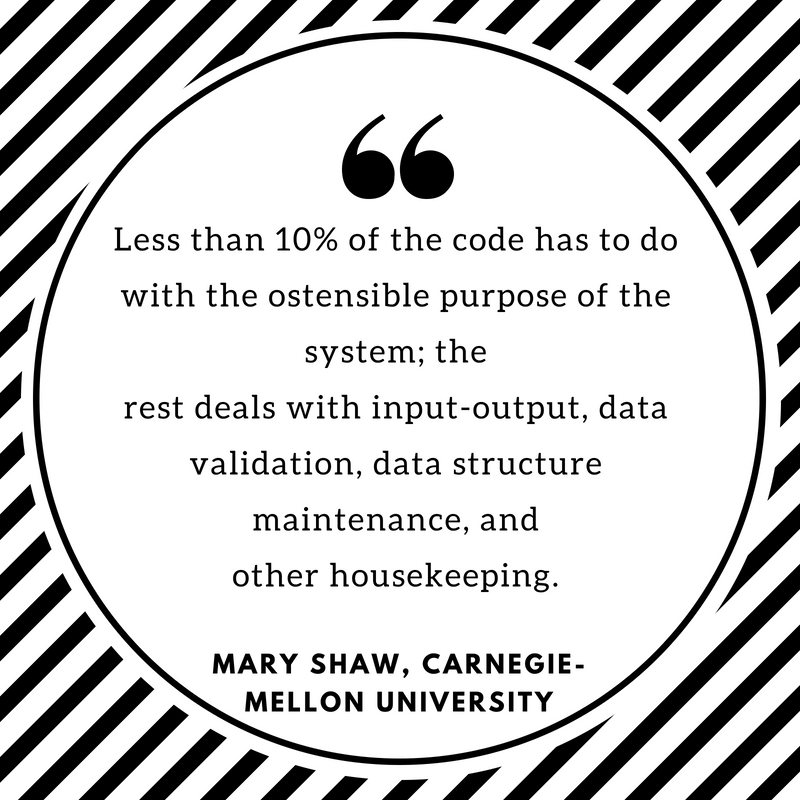 “
Less than 10% of the code has to do
with the ostensible purpose of the
system; the
rest deals with input-output, data
validation, data structure
maintenance, and
other housekeeping.
MARY SHAW, CARNEGIE-
MELLON UNIVERSITY